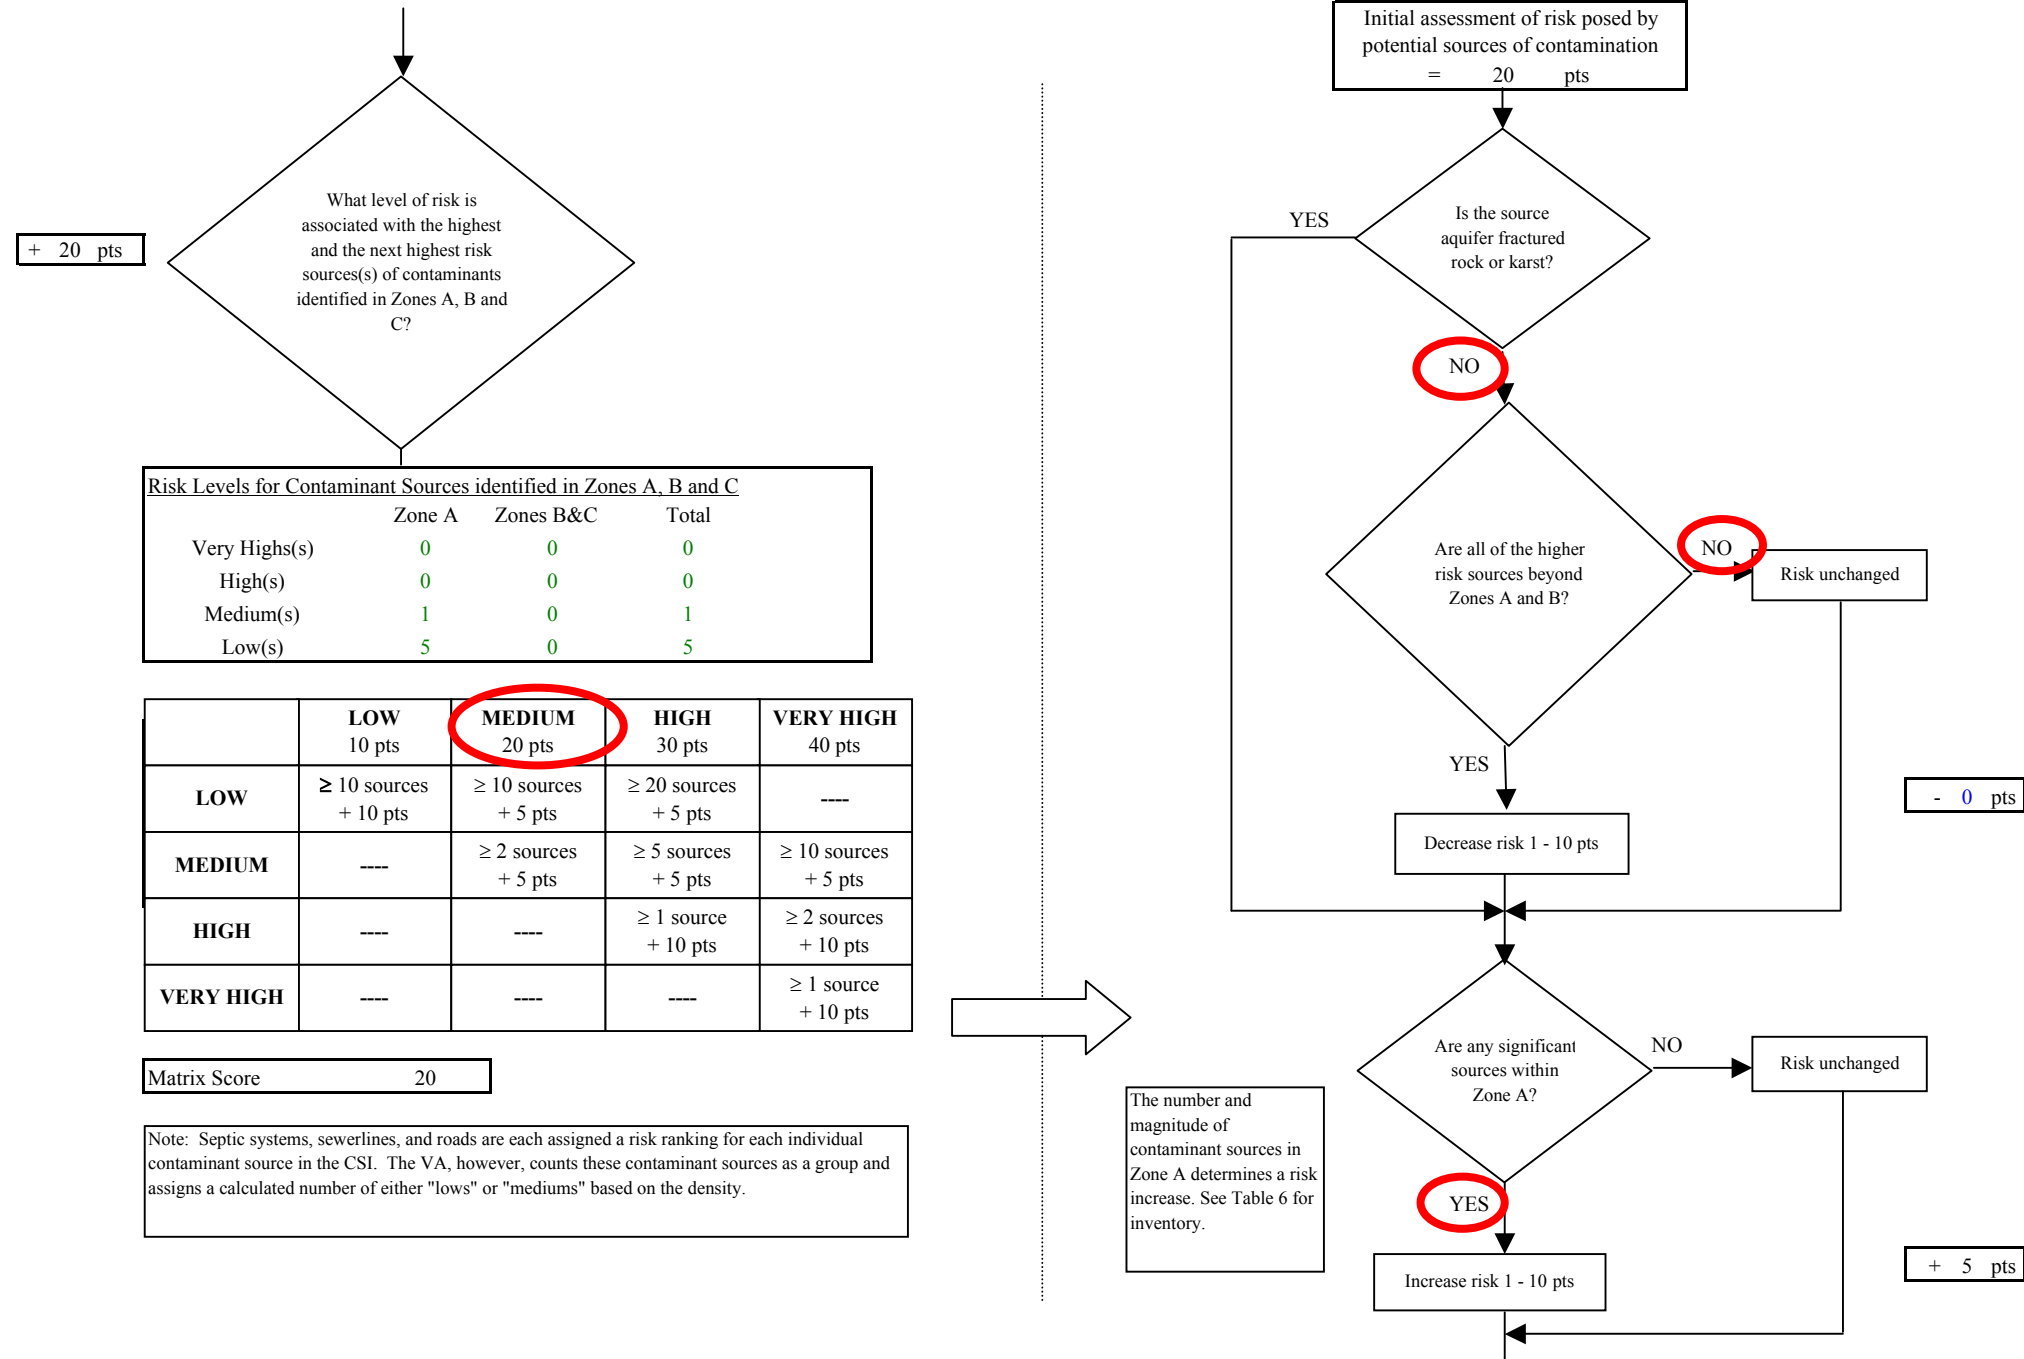 What level of risk is
associated with the highest
and the next highest risk
sources(s) of contaminants
identified in Zones A, B and
C?
+ 20 pts
Risk Levels for Contaminant Sources identified in Zones A, B and C
Zone A Zones B&C Total
Very Highs(s) 0 0 0
High(s) 0 0 0
Medium(s) 1 0 1
Low(s) 5 0 5
LOW MEDIUM HIGH VERY HIGH
10 pts 20 pts 30 pts 40 pts
LOW ≥ 10 sources ≥ 10 sources ≥ 20 sources ----
+ 10 pts + 5 pts + 5 pts
MEDIUM ---- ≥ 2 sources ≥ 5 sources ≥ 10 sources
+ 5 pts + 5 pts + 5 pts
HIGH ---- ---- ≥ 1 source ≥ 2 sources
+ 10 pts + 10 pts
VERY HIGH ---- ---- ---- ≥ 1 source
+ 10 pts
Matrix Score 20
Note: Septic systems, sewerlines, and roads are each assigned a risk ranking for each individual
contaminant source in the CSI. The VA, however, counts these contaminant sources as a group and
assigns a calculated number of either "lows" or "mediums" based on the density.
Initial assessment of risk posed by
potential sources of contamination
= 20 pts
YES
Is the source
aquifer fractured
rock or karst?
NO
Are all of the higher
risk sources beyond
Zones A and B?
NO
Risk unchanged
YES
- 0 pts
Decrease risk 1 - 10 pts
Are any significant
sources within
Zone A?
NO
Risk unchanged
The number and
magnitude of
contaminant sources in
Zone A determines a risk
increase. See Table 6 for
inventory.
YES
Increase risk 1 - 10 pts
+ 5 pts